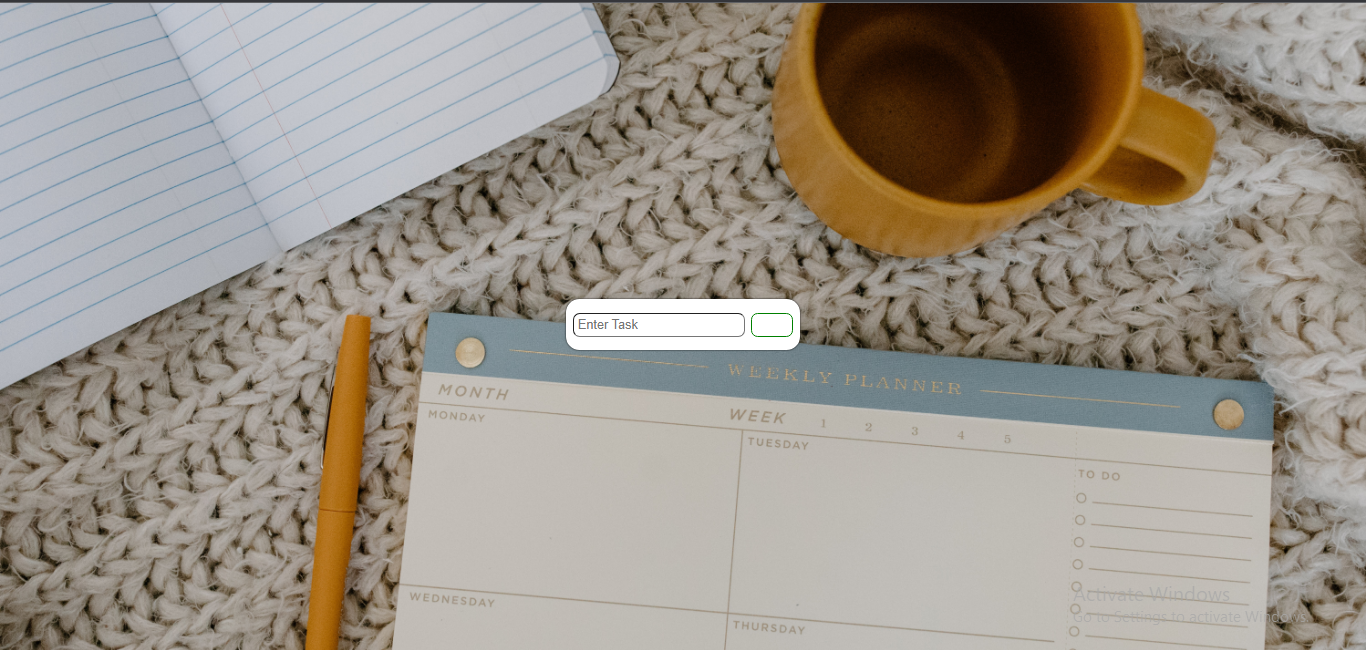 Enter Task
WEEKLY PLANNER
MONTH
WEEK 1 2 3 4 5
MONDAY
TUESDAY
TO DO
WEDNESDAY
THURSDAY
Activate Windows
Go to Settings to activate Windows.